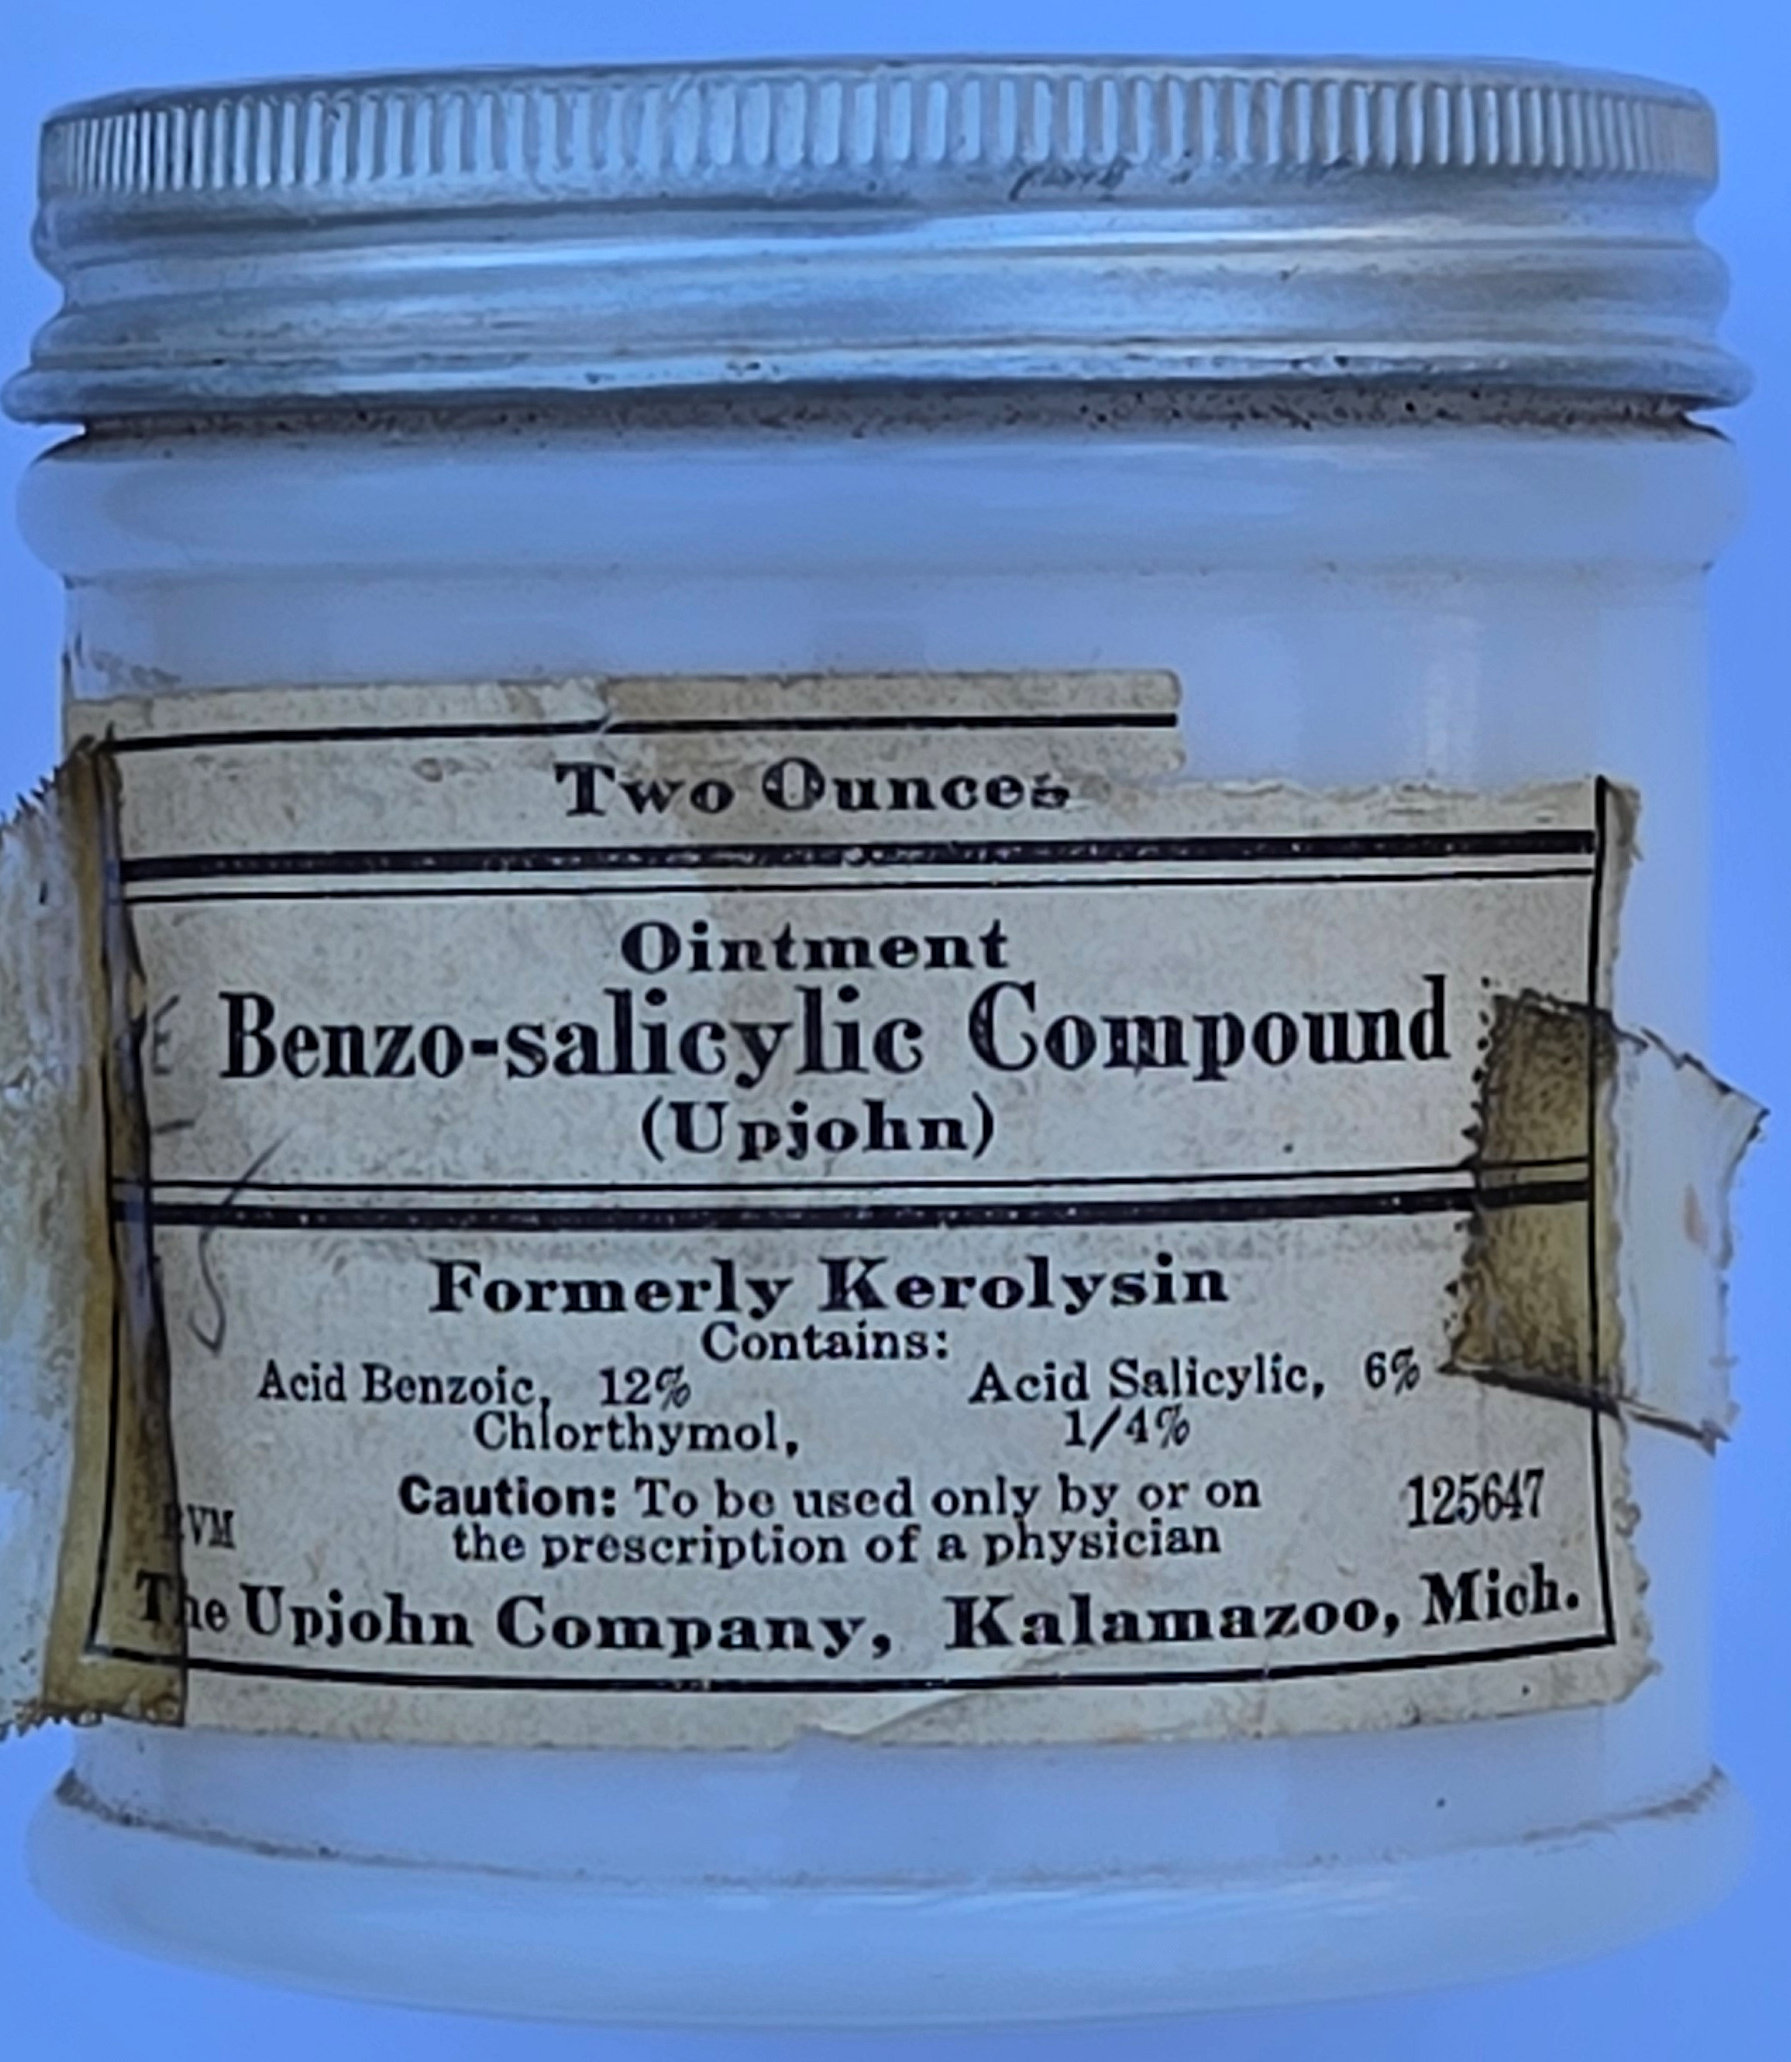 Two Ounces
Ointment
Benzo-salicylic Compound
(Upjohn)
Formerly Kerolysin
Contains:
Acid Benzoic, 12% Acid Salicylic, 6%
Chlorthymol, 1/4%
Caution: To be used only by or on
the prescription of a physician
125647
The Upjohn Company, Kalamazoo, Mich.